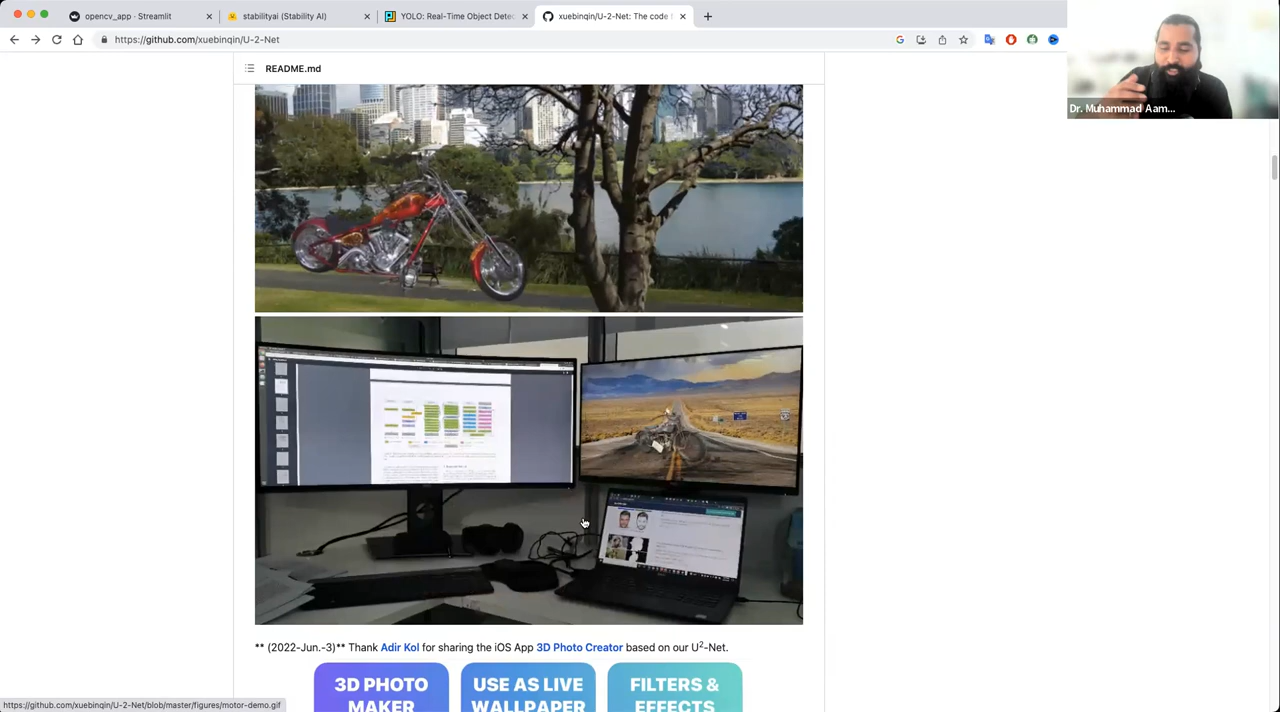 opencv_app · Streamlit
stabilityai (Stability AI)
YOLO: Real-Time Object Detec
xuebinqin/U-2-Net: The code f
https://github.com/xuebinqin/U-2-Net
Dr. Muhammad Aam...
README.md
** (2022-Jun.-3)** Thank Adir Kol for sharing the iOS App 3D Photo Creator based on our U²-Net.
3D PHOTO
MAKER
USE AS LIVE
WALLPAPER
FILTERS &
EFFECTS
https://github.com/xuebinqin/U-2-Net/blob/master/figures/motor-demo.gif